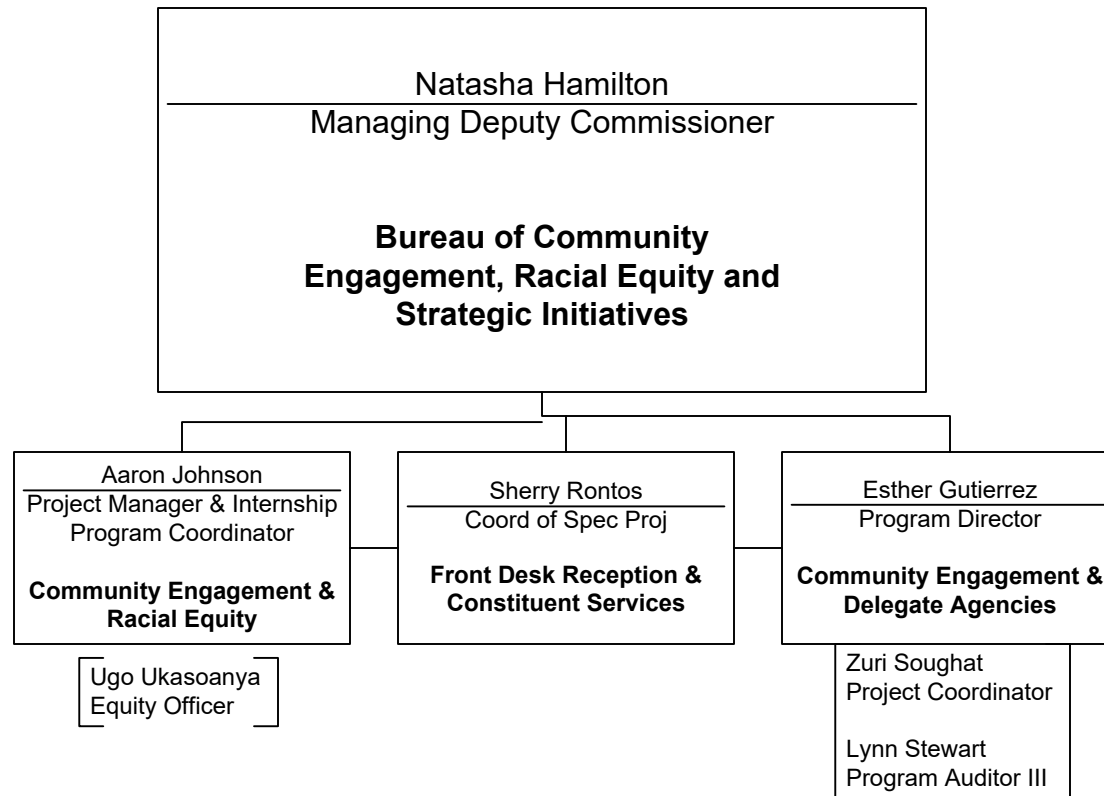 Natasha Hamilton
Managing Deputy Commissioner
Bureau of Community
Engagement, Racial Equity and
Strategic Initiatives
Aaron Johnson
Project Manager & Internship
Program Coordinator
Community Engagement &
Racial Equity
Ugo Ukasoanya
Equity Officer
Sherry Rontos
Coord of Spec Proj
Front Desk Reception &
Constituent Services
Esther Gutierrez
Program Director
Community Engagement &
Delegate Agencies
Zuri Soughat
Project Coordinator
Lynn Stewart
Program Auditor III